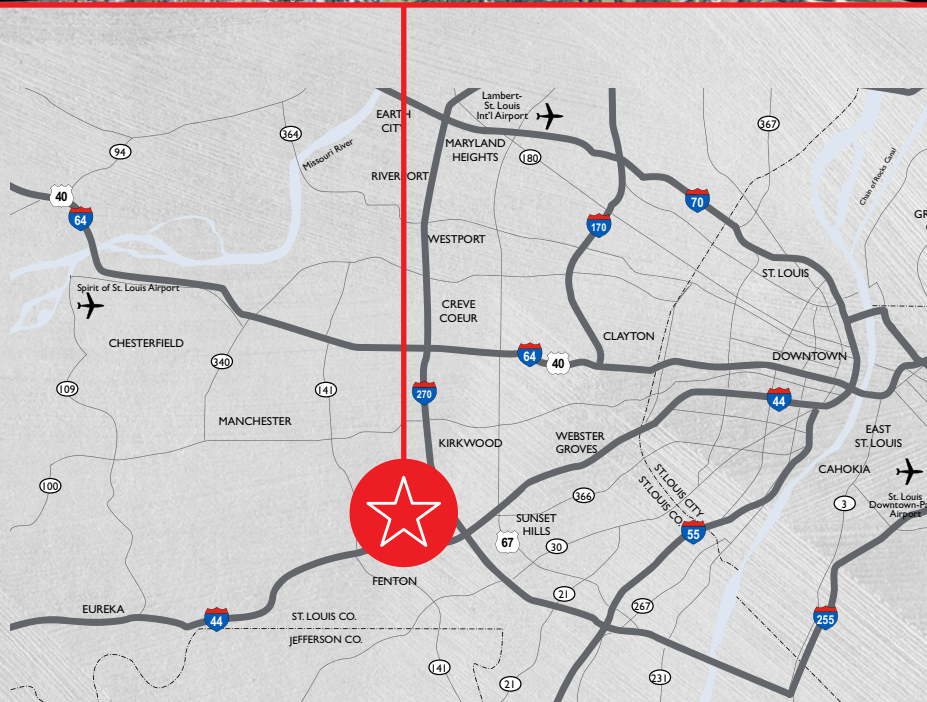 Lambert-
St. Louis
Int'l Airport
EARTH
CITY
367
364
Missouri River
MARYLAND
HEIGHTS
94
180
Chain of Rocks Canal
RIVERPORT
40
64
70
170
WESTPORT
ST. LOUIS
Spirit of St. Louis Airport
CREVE
COEUR
CLAYTON
CHESTERFIELD
340
64
40
DOWNTOWN
109
141
270
44
MANCHESTER
KIRKWOOD
WEBSTER
GROVES
EAST
ST. LOUIS
CAHOKIA
100
366
ST. LOUIS CITY
ST. LOUIS CO.
3
St. Louis
Downtown-Pa
Airport
SUNSET
HILLS
67
30
55
FENTON
21
267
EUREKA
44
ST. LOUIS CO.
JEFFERSON CO.
255
141
21
231